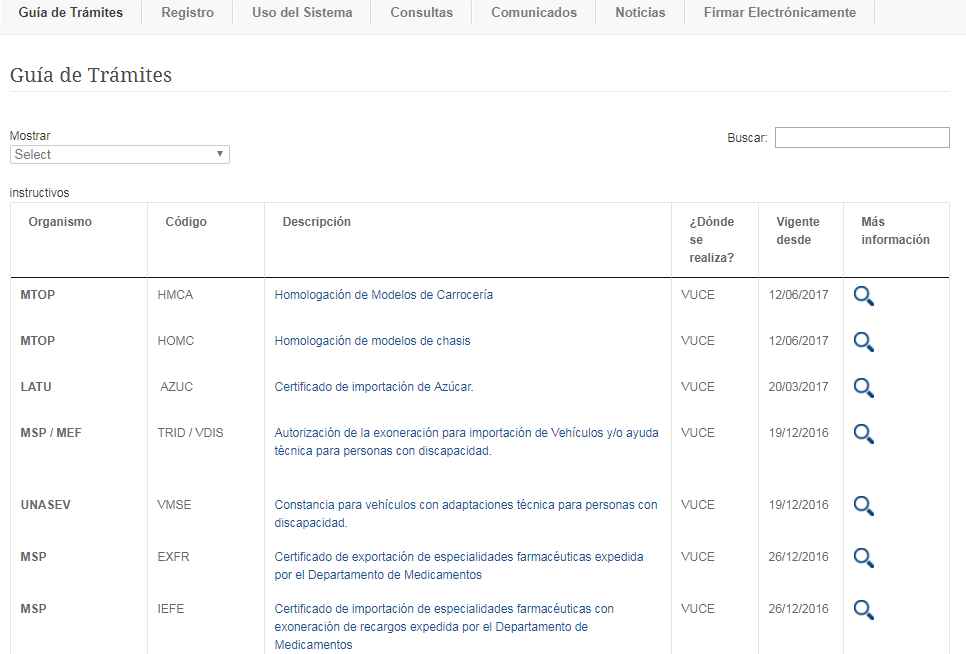 Guía de Trámites Registro Uso del Sistema Consultas Comunicados Noticias Firmar Electrónicamente
Guía de Trámites
Mostrar
Select
Buscar:
instructivos
Organismo Código Descripción ¿Dónde se realiza? Vigente desde Más información
MTOP HMCA Homologación de Modelos de Carrocería VUCE 12/06/2017
MTOP HOMC Homologación de modelos de chasis VUCE 12/06/2017
LATU AZUC Certificado de importación de Azúcar. VUCE 20/03/2017
MSP / MEF TRID / VDIS Autorización de la exoneración para importación de Vehículos y/o ayuda VUCE 19/12/2016
técnica para personas con discapacidad.
UNASEV VMSE Constancia para vehículos con adaptaciones técnica para personas con VUCE 19/12/2016
discapacidad.
MSP EXFR Certificado de exportación de especialidades farmacéuticas expedida VUCE 26/12/2016
por el Departamento de Medicamentos
MSP IEFE Certificado de importación de especialidades farmacéuticas con VUCE 26/12/2016
exoneración de recargos expedida por el Departamento de
Medicamentos